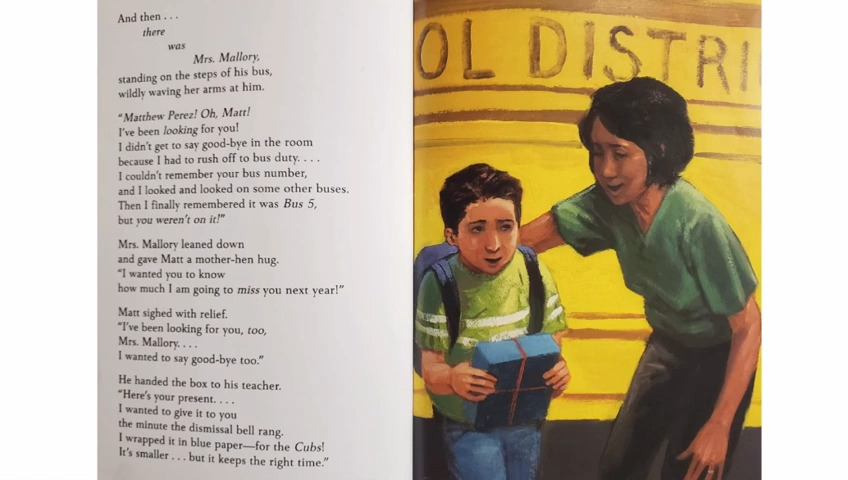 And then . . .
there
was
Mrs. Mallory,
standing on the steps of his bus,
wildly waving her arms at him.
"Matthew Perez! Oh, Matt!
I've been looking for you!
I didn't get to say good-bye in the room
because I had to rush off to bus duty. . . .
I couldn't remember your bus number,
and I looked and looked on some other buses.
Then I finally remembered it was Bus 5,
but you weren't on it!"
Mrs. Mallory leaned down
and gave Matt a mother-hen hug.
"I wanted you to know
how much I am going to miss you next year!"
Matt sighed with relief.
"I've been looking for you, too,
Mrs. Mallory. . . .
I wanted to say good-bye too."
He handed the box to his teacher.
"Here's your present. . . .
I wanted to give it to you
the minute the dismissal bell rang.
I wrapped it in blue paper—for the Cubs!
It's smaller . . . but it keeps the right time."
OL DISTRI